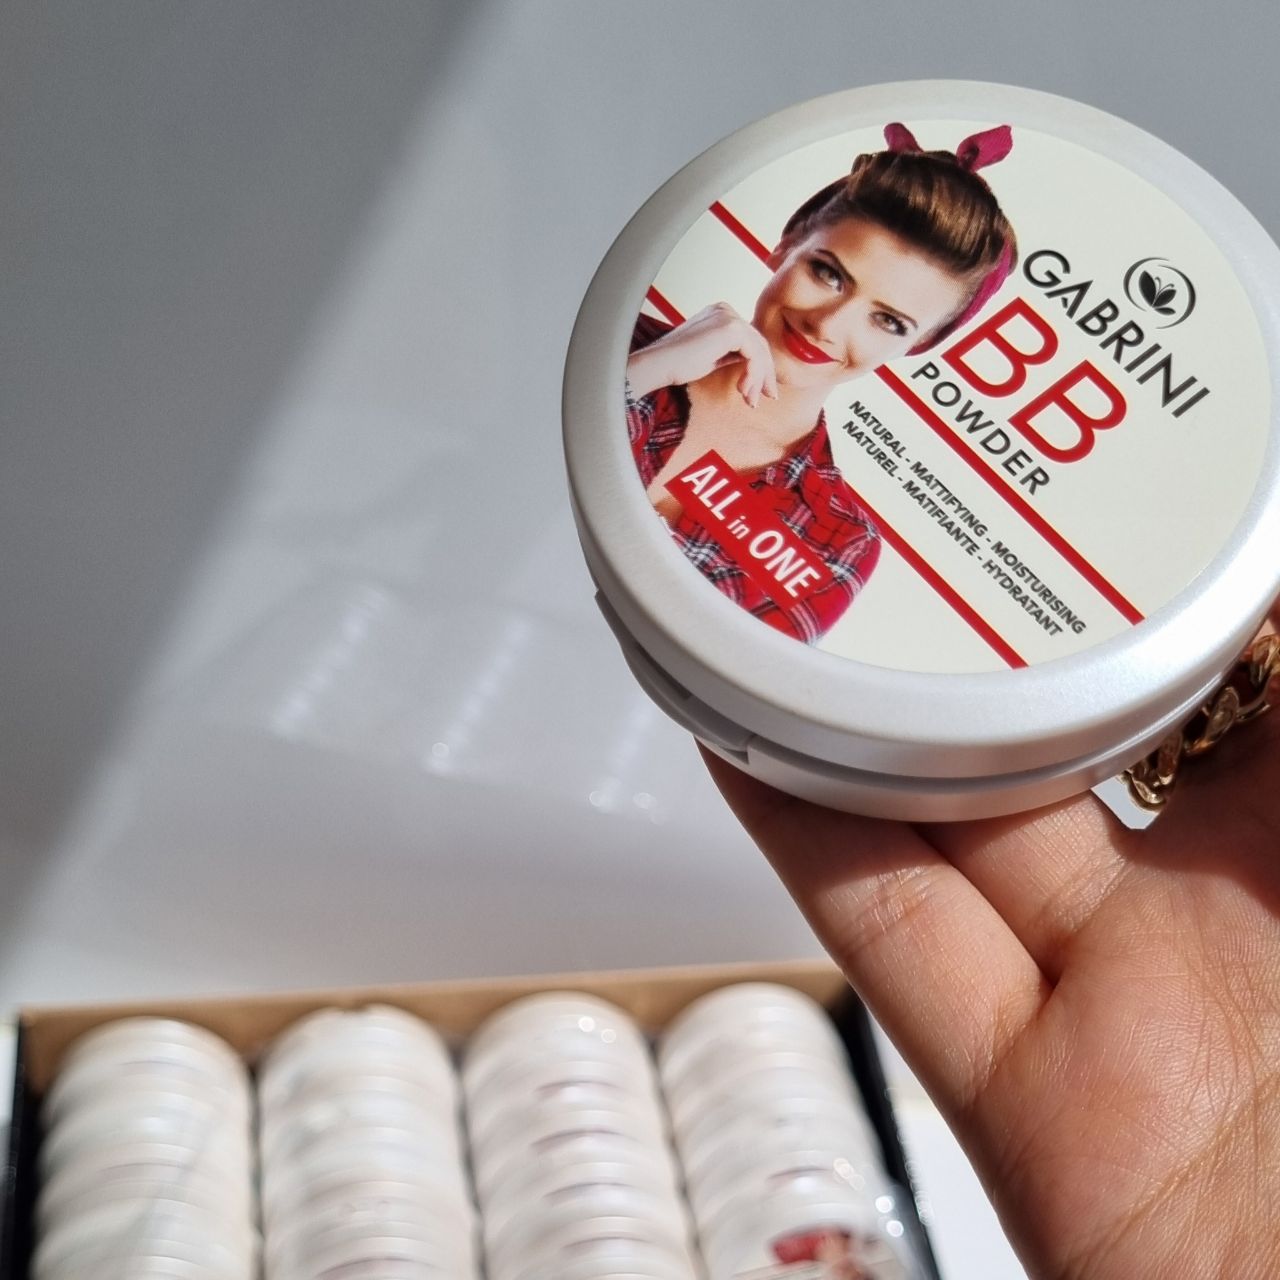 GABRINI
BB
POWDER
NATURAL - MATTIFYING - MOISTURISING
NATUREL - MATIFIANTE - HYDRATANT
ALL in ONE